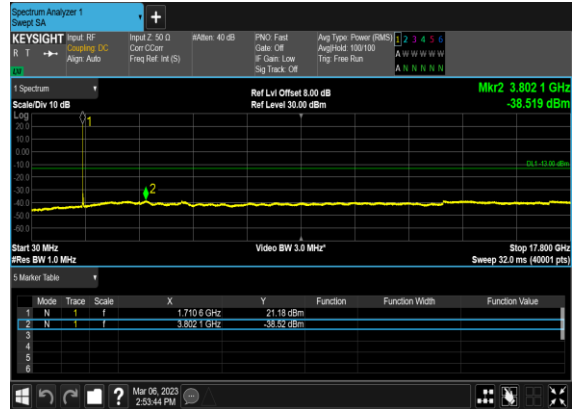 Spectrum Analyzer 1
Swept SA
+
KEYSIGHT Input: RF Input Z: 50 Ω #Atten: 40 dB PNO: Fast Avg Type: Power (RMS) 1 2 3 4 5 6
R T Coupling: DC Corr CCorr Gate: Off Avg|Hold: 100/100 A W W W W W
Align: Auto Freq Ref: Int (S) IF Gain: Low Trig: Free Run
Sig Track: Off A N N N N N
1 Spectrum Ref Lvl Offset 8.00 dB Mkr2 3.802 1 GHz
Scale/Div 10 dB Ref Level 30.00 dBm -38.519 dBm
Log
1
20.0
10.0
0.00
-10.0
DL1 -13.00 dBm
-20.0
-30.0
2
-40.0
-50.0
-60.0
Start 30 MHz Video BW 3.0 MHz* Stop 17.800 GHz
#Res BW 1.0 MHz Sweep 32.0 ms (40001 pts)
5 Marker Table
Mode Trace Scale X Y Function Function Width Function Value
1 N 1 f 1.710 6 GHz 21.18 dBm
2 N 1 f 3.802 1 GHz -38.52 dBm
3
4
5
6
? Mar 06, 2023
2:53:44 PM